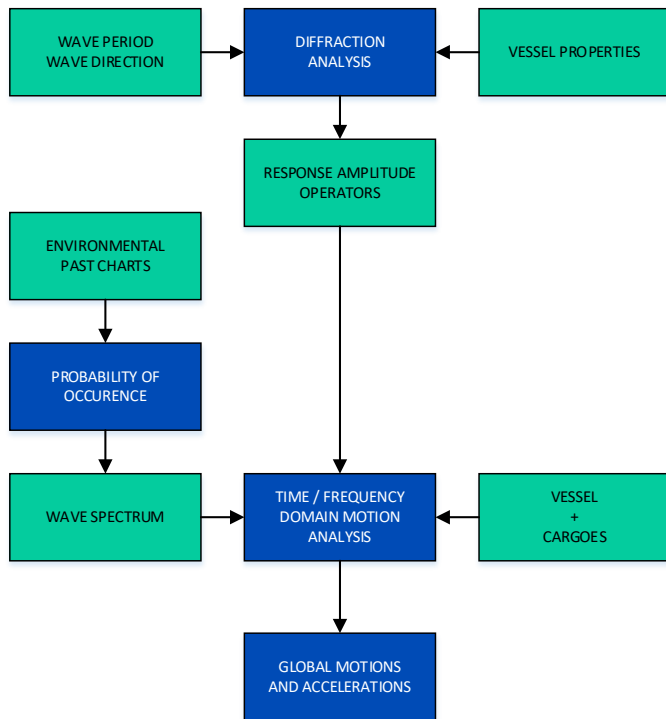 WAVE PERIOD
WAVE DIRECTION
DIFFRACTION
ANALYSIS
VESSEL PROPERTIES
RESPONSE AMPLITUDE
OPERATORS
ENVIRONMENTAL
PAST CHARTS
PROBABILITY OF
OCCURENCE
WAVE SPECTRUM
TIME / FREQUENCY
DOMAIN MOTION
ANALYSIS
VESSEL
+
CARGOES
GLOBAL MOTIONS
AND ACCELERATIONS